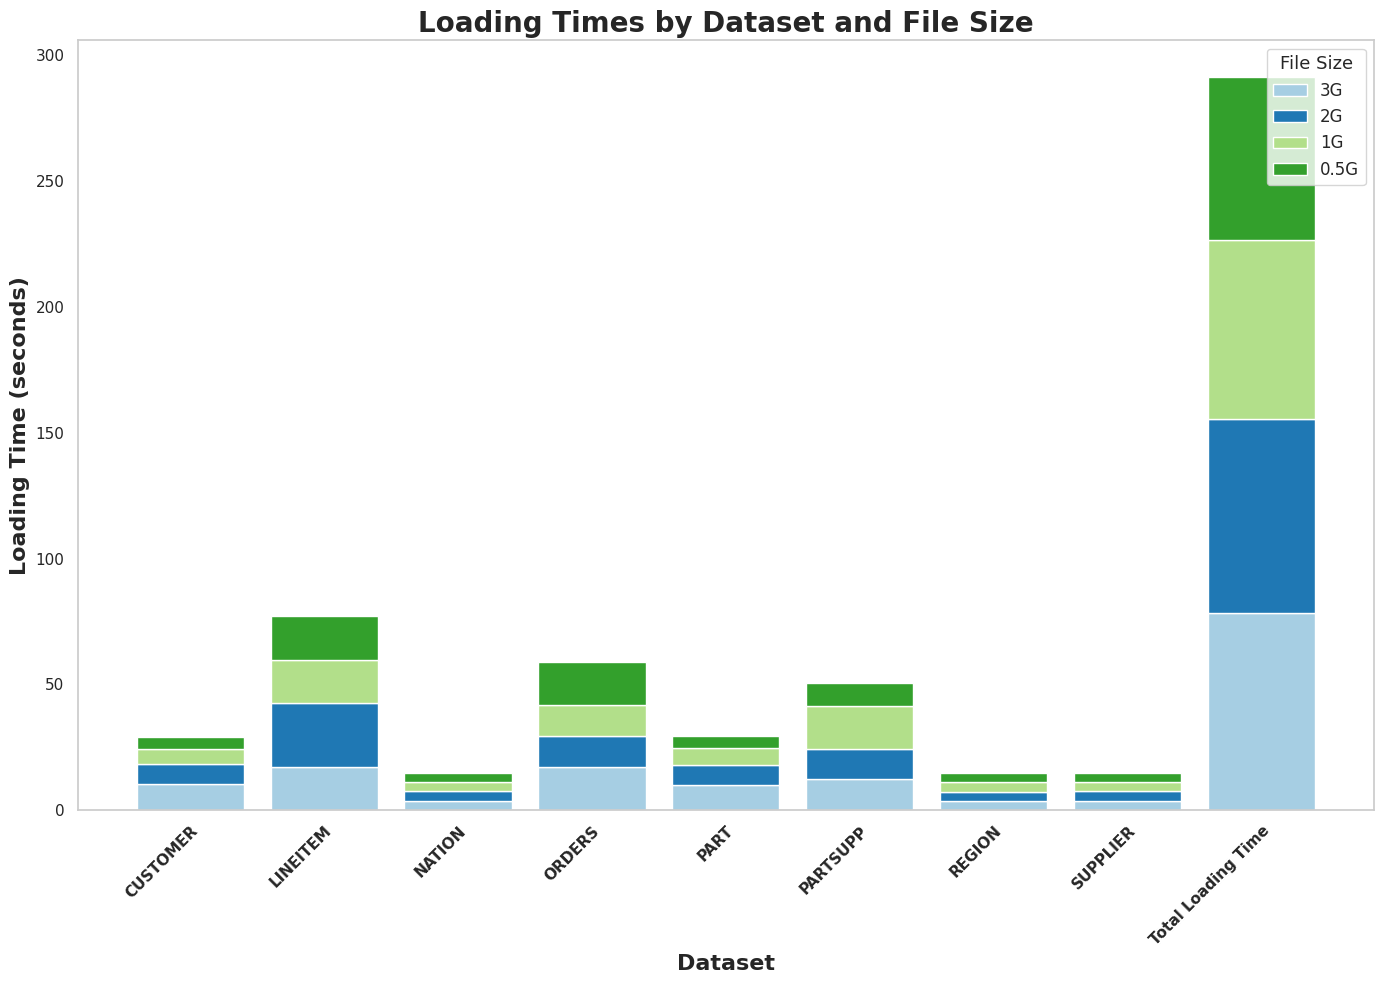 Loading Times by Dataset and File Size
300
250
200
150
100
50
0
Loading Time (seconds)
File Size
3G
2G
1G
0.5G
CUSTOMER
LINEITEM
NATION
ORDERS
PART
PARTSUPP
REGION
SUPPLIER
Total Loading Time
Dataset